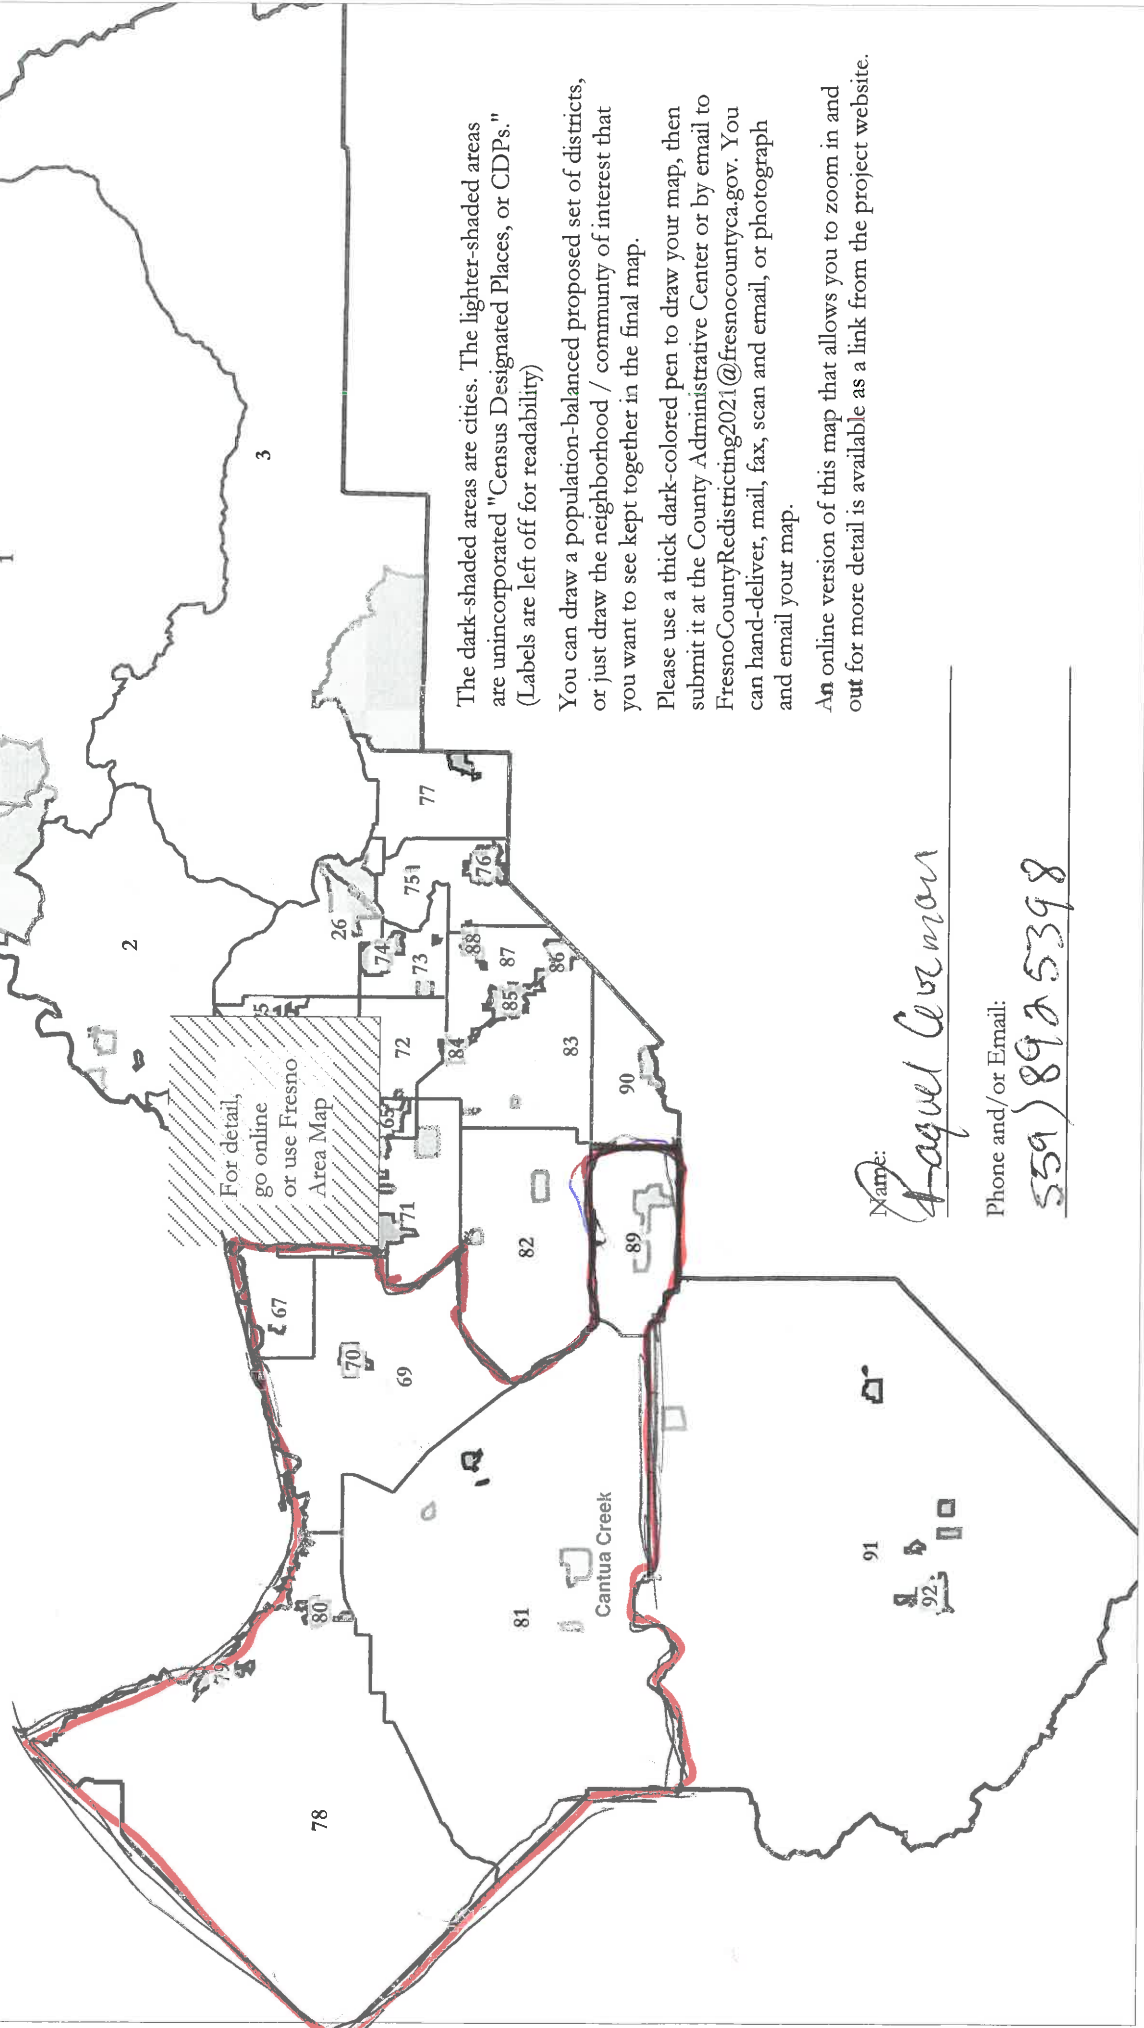 1
3
2
The dark-shaded areas are cities. The lighter-shaded areas
are unincorporated "Census Designated Places, or CDPs."
(Labels are left off for readability)
You can draw a population-balanced proposed set of districts,
or just draw the neighborhood / community of interest that
you want to see kept together in the final map.
Please use a thick dark-colored pen to draw your map, then
submit it at the County Administrative Center or by email to
FresnoCountyRedistricting2021@fresnocountyca.gov. You
can hand-deliver, mail, fax, scan and email, or photograph
and email your map.
An online version of this map that allows you to zoom in and
out for more detail is available as a link from the project website.
For detail,
go online
or use Fresno
Area Map
26
77
751
76
74
73
88
87
86
85
72
84
83
90
65
71
82
89
67
70
69
80
79
78
81
Cantua Creek
91
92
Name:
Raquel
Phone and/or Email:
559) 892 5398